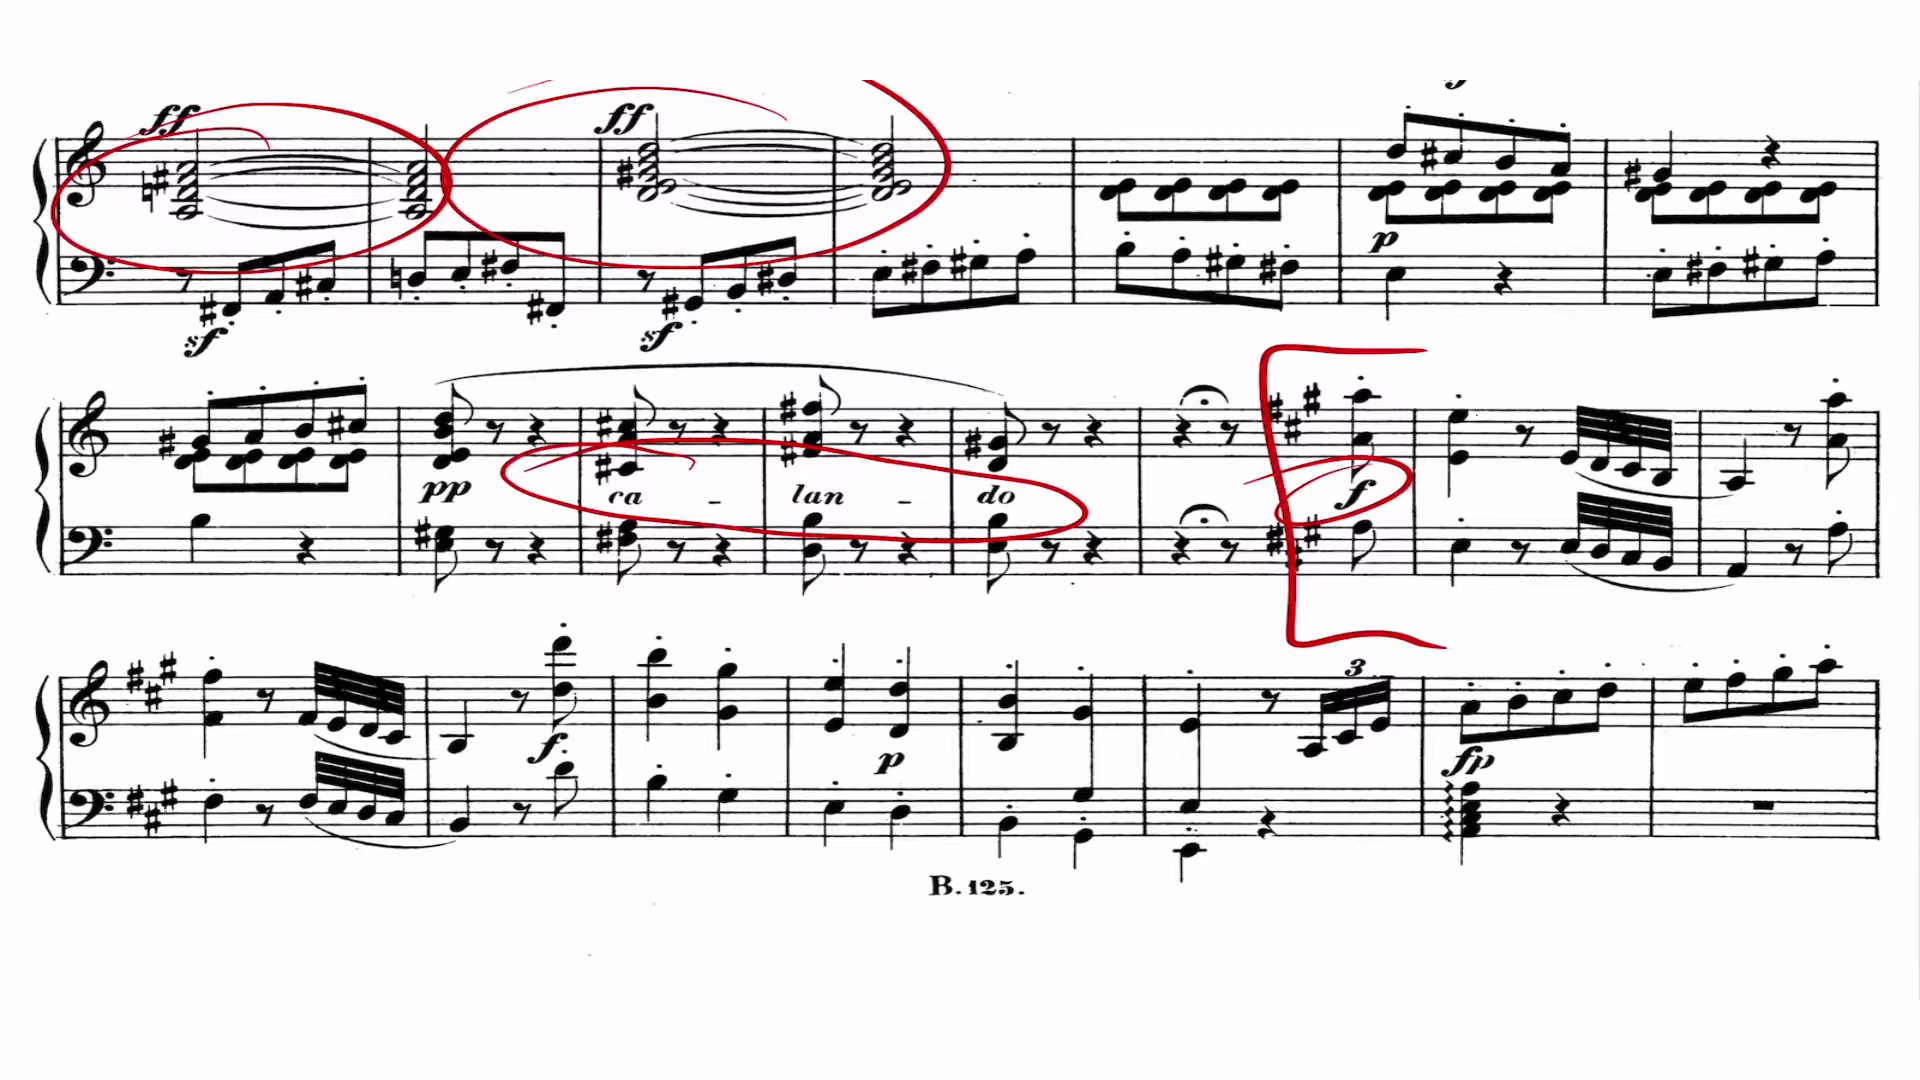 ff ff
p
sf sf
pp ca - lan - do f
3
f. p fp
B. 125.